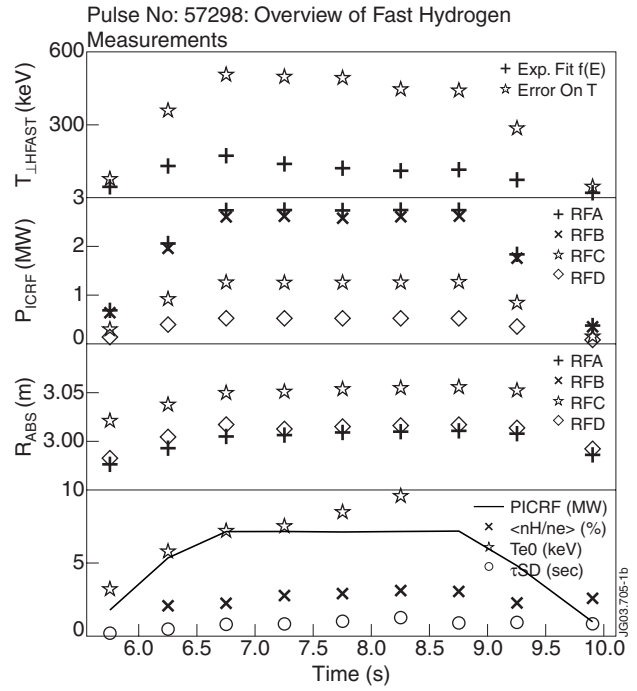 Pulse No: 57298: Overview of Fast Hydrogen
Measurements
600
300
3
T⊥HFAST (keV)
+ Exp. Fit f(E)
☆ Error On T
2
1
0
PICRF (MW)
+ RFA
× RFB
☆ RFC
◇ RFD
3.05
3.00
RABS (m)
+ RFA
× RFB
☆ RFC
◇ RFD
10
5
0
PICRF (MW)
× <nH/ne> (%)
☆ Te0 (keV)
○ τSD (sec)
6.0 6.5 7.0 7.5 8.0 8.5 9.0 9.5 10.0
Time (s)
JG03.705-1b